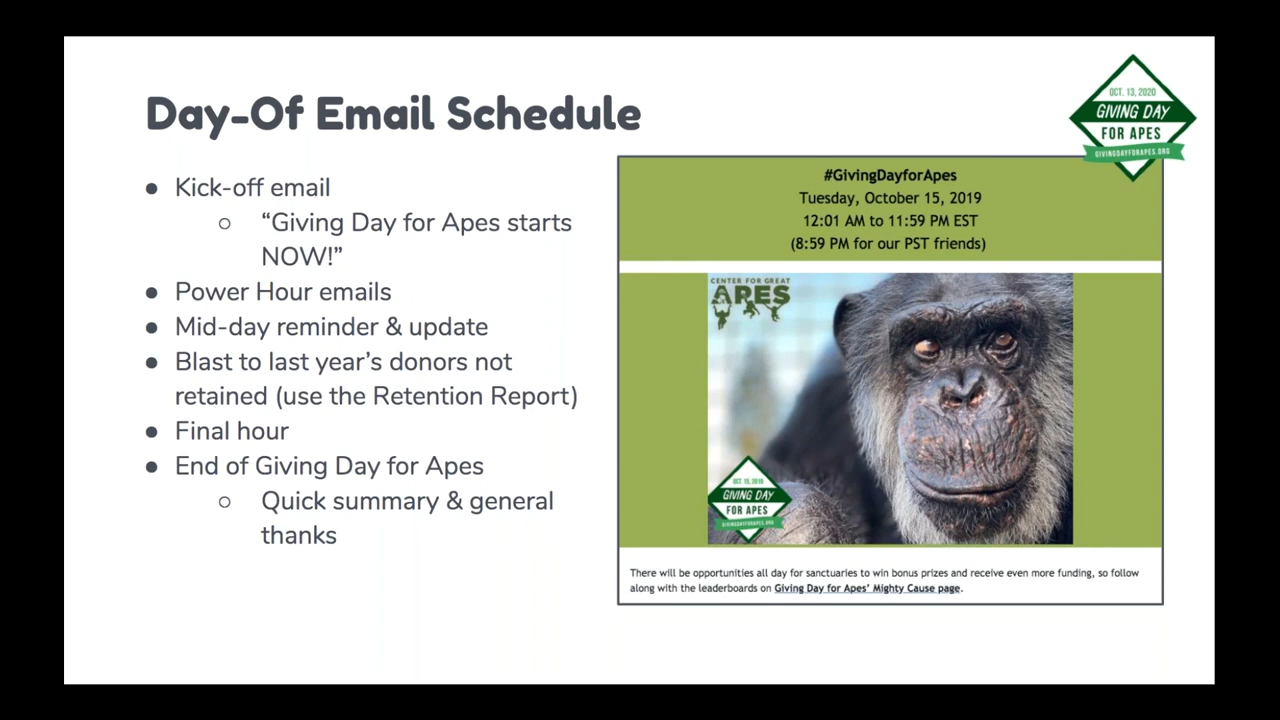 Day-Of Email Schedule
● Kick-off email
○ “Giving Day for Apes starts
NOW!”
● Power Hour emails
● Mid-day reminder & update
● Blast to last year’s donors not
retained (use the Retention Report)
● Final hour
● End of Giving Day for Apes
○ Quick summary & general
thanks
OCT. 13, 2020
GIVING DAY
FOR APES
GIVINGDAYFORAPES.ORG
#GivingDayforApes
Tuesday, October 15, 2019
12:01 AM to 11:59 PM EST
(8:59 PM for our PST friends)
CENTER FOR GREAT
APES
OCT. 15, 2019
GIVING DAY
FOR APES
GIVINGDAYFORAPES.ORG
There will be opportunities all day for sanctuaries to win bonus prizes and receive even more funding, so follow
along with the leaderboards on Giving Day for Apes’ Mighty Cause page.